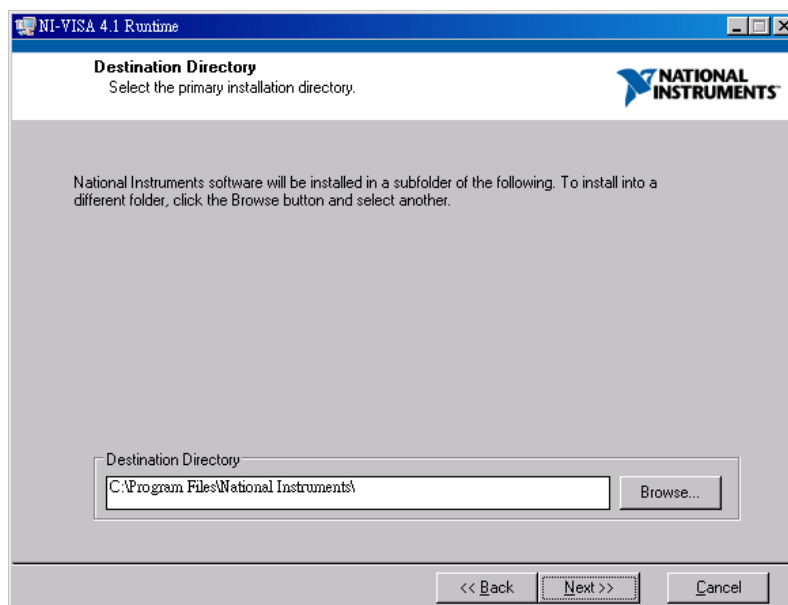 NI-VISA 4.1 Runtime
Destination Directory
Select the primary installation directory.
NATIONAL
INSTRUMENTS™
National Instruments software will be installed in a subfolder of the following. To install into a
different folder, click the Browse button and select another.
Destination Directory
C:\Program Files\National Instruments\
Browse...
<< Back
Next >>
Cancel